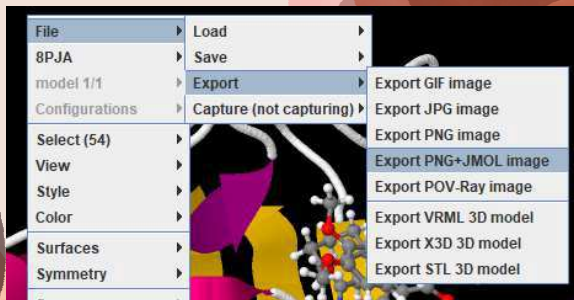 File
8PJA
model 1/1
Configurations
Select (54)
View
Style
Color
Surfaces
Symmetry
Load
Save
Export
Capture (not capturing)
Export GIF image
Export JPG image
Export PNG image
Export PNG+JMOL image
Export POV-Ray image
Export VRML 3D model
Export X3D 3D model
Export STL 3D model